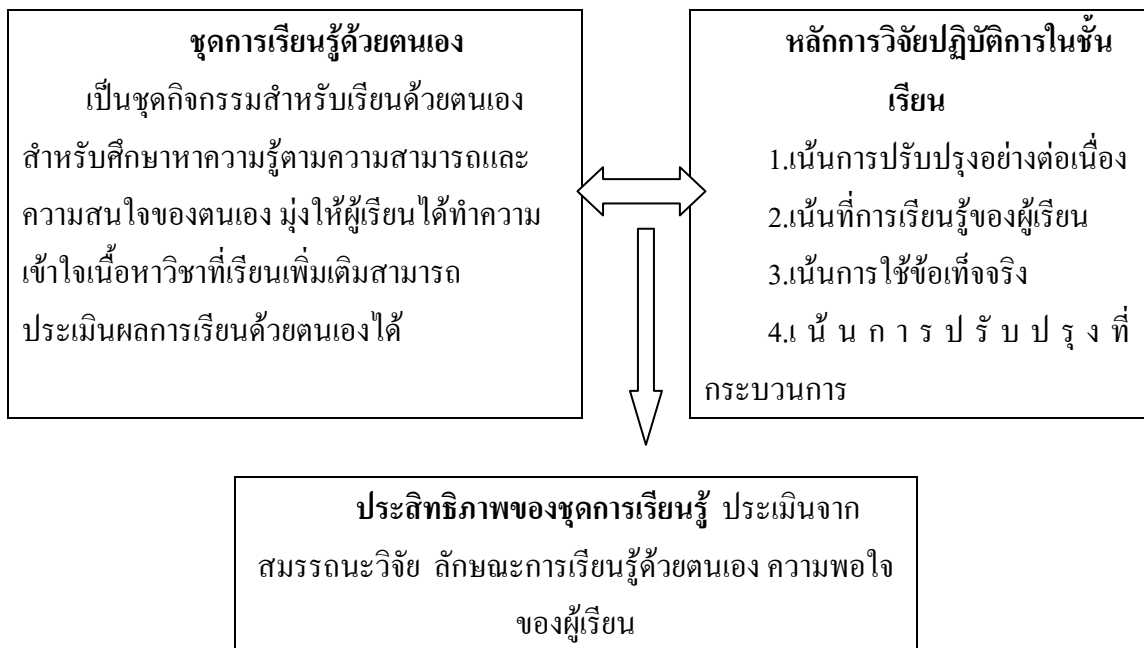 ชุดการเรียนรู้ด้วยตนเอง
เป็นชุดกิจกรรมสำหรับเรียนด้วยตนเอง
สำหรับศึกษาหาความรู้ตามความสามารถและ
ความสนใจของตนเอง มุ่งให้ผู้เรียนได้ทำความ
เข้าใจเนื้อหาวิชาที่เรียนเพิ่มเติมสามารถ
ประเมินผลการเรียนด้วยตนเองได้
หลักการวิจัยปฏิบัติการในชั้น
เรียน
1.เน้นการปรับปรุงอย่างต่อเนื่อง
2.เน้นที่การเรียนรู้ของผู้เรียน
3.เน้นการใช้ข้อเท็จจริง
4.เ น้ น ก า ร ป รั บ ป รุ ง ที่
กระบวนการ
ประสิทธิภาพของชุดการเรียนรู้ ประเมินจาก
สมรรถนะวิจัย ลักษณะการเรียนรู้ด้วยตนเอง ความพอใจ
ของผู้เรียน